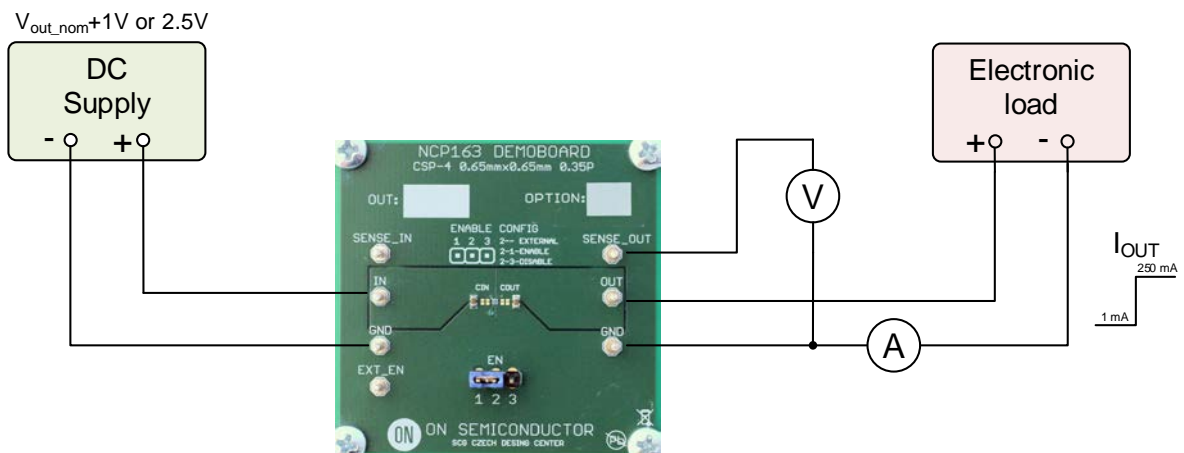 Vout_nom+1V or 2.5V
DC
Supply
- +
Electronic
load
+ -
NCP163 DEMOBOARD
CSP-4 0.65mmx0.65mm 0.35P
OUT: OPTION:
ENABLE CONFIG
1 2 3
2-- EXTERNAL
2-1-ENABLE
2-3-DISABLE
SENSE_IN
SENSE_OUT
IN
OUT
CIN COUT
GND
GND
EXT_EN
EN
1 2 3
ON ON SEMICONDUCTOR
SCG CZECH DESING CENTER
Pb
V
A
IOUT
250 mA
1 mA